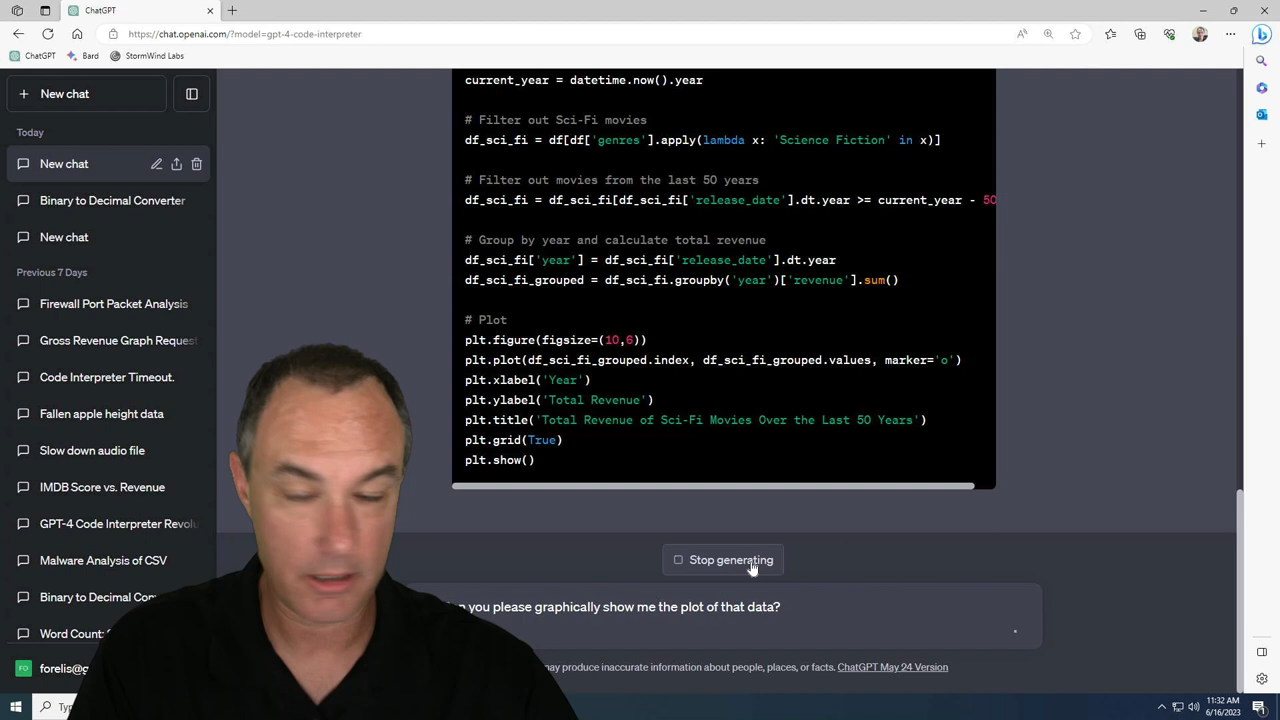 ChatGPT
https://chat.openai.com/?model=gpt-4-code-interpreter
ChatGPT
Bard
StormWind Labs
New chat
Today
New chat
Binary to Decimal Converter
New chat
Previous 7 Days
Firewall Port Packet Analysis
Gross Revenue Graph Request
Code Interpreter Timeout.
Fallen apple height data
Slow down audio file
IMDB Score vs. Revenue
GPT-4 Code Interpreter Revolu
Malware Analysis of CSV
Binary to Decimal Con
Word Count:
FO
forelis@g
current_year = datetime.now().year
# Filter out Sci-Fi movies
df_sci_fi = df[df['genres'].apply(lambda x: 'Science Fiction' in x)]
# Filter out movies from the last 50 years
df_sci_fi = df_sci_fi[df_sci_fi['release_date'].dt.year >= current_year - 50
# Group by year and calculate total revenue
df_sci_fi['year'] = df_sci_fi['release_date'].dt.year
df_sci_fi_grouped = df_sci_fi.groupby('year')['revenue'].sum()
# Plot
plt.figure(figsize=(10,6))
plt.plot(df_sci_fi_grouped.index, df_sci_fi_grouped.values, marker='o')
plt.xlabel('Year')
plt.ylabel('Total Revenue')
plt.title('Total Revenue of Sci-Fi Movies Over the Last 50 Years')
plt.grid(True)
plt.show()
Stop generating
you please graphically show me the plot of that data?
may produce inaccurate information about people, places, or facts. ChatGPT May 24 Version
Typ
11:32 AM
6/16/2023